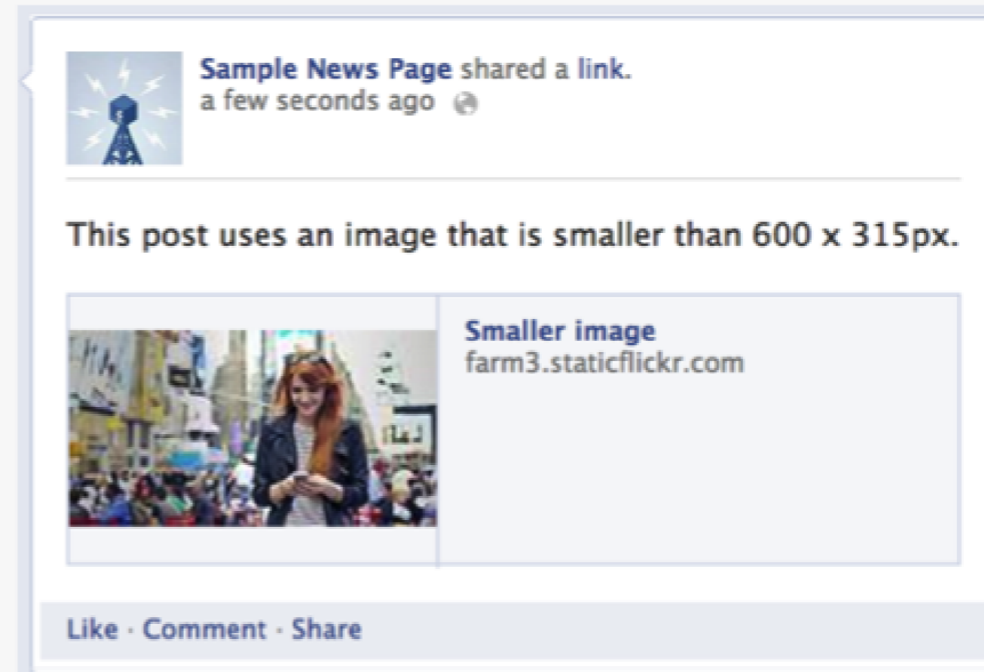 Sample News Page shared a link.
a few seconds ago
This post uses an image that is smaller than 600 x 315px.
Smaller image
farm3.staticflickr.com
Like · Comment · Share